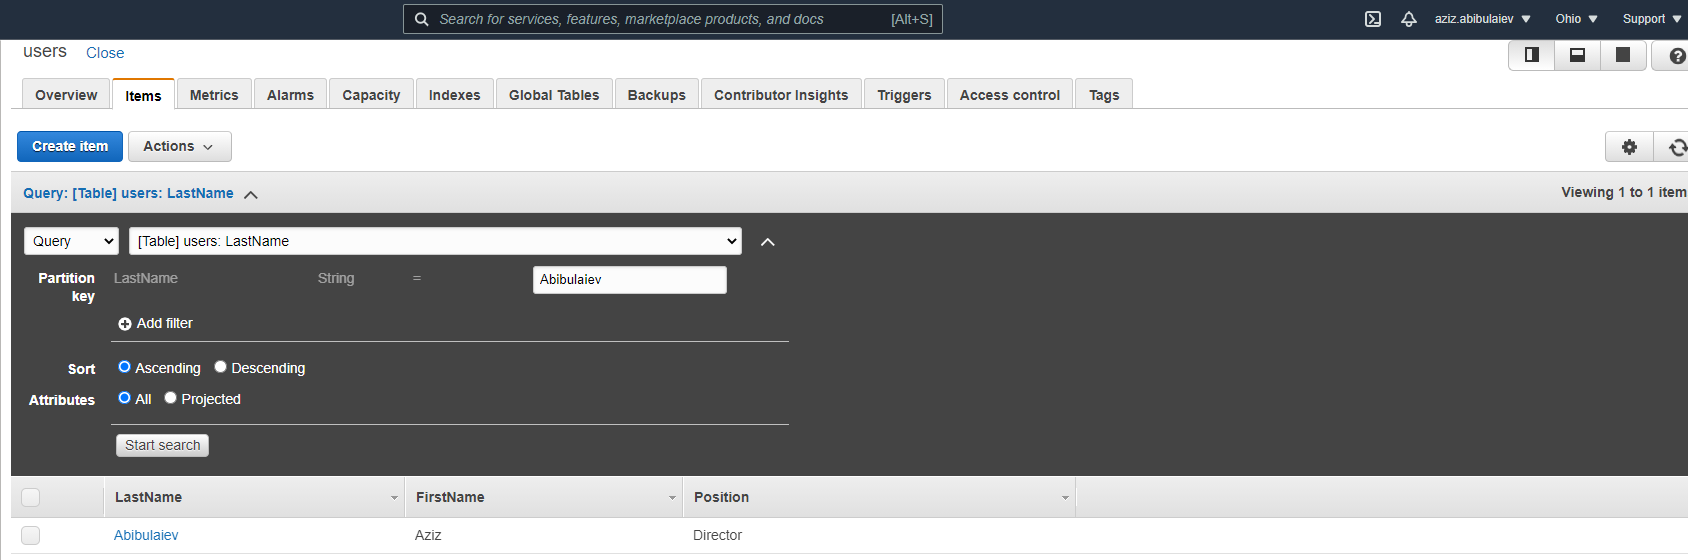 Search for services, features, marketplace products, and docs [Alt+S] aziz.abibulaiev Ohio Support
users Close
Overview Items Metrics Alarms Capacity Indexes Global Tables Backups Contributor Insights Triggers Access control Tags
Create item Actions
Query: [Table] users: LastName Viewing 1 to 1 item
Query [Table] users: LastName
Partition key LastName String = Abibulaiev
Add filter
Sort Ascending Descending
Attributes All Projected
Start search
LastName FirstName Position
Abibulaiev Aziz Director